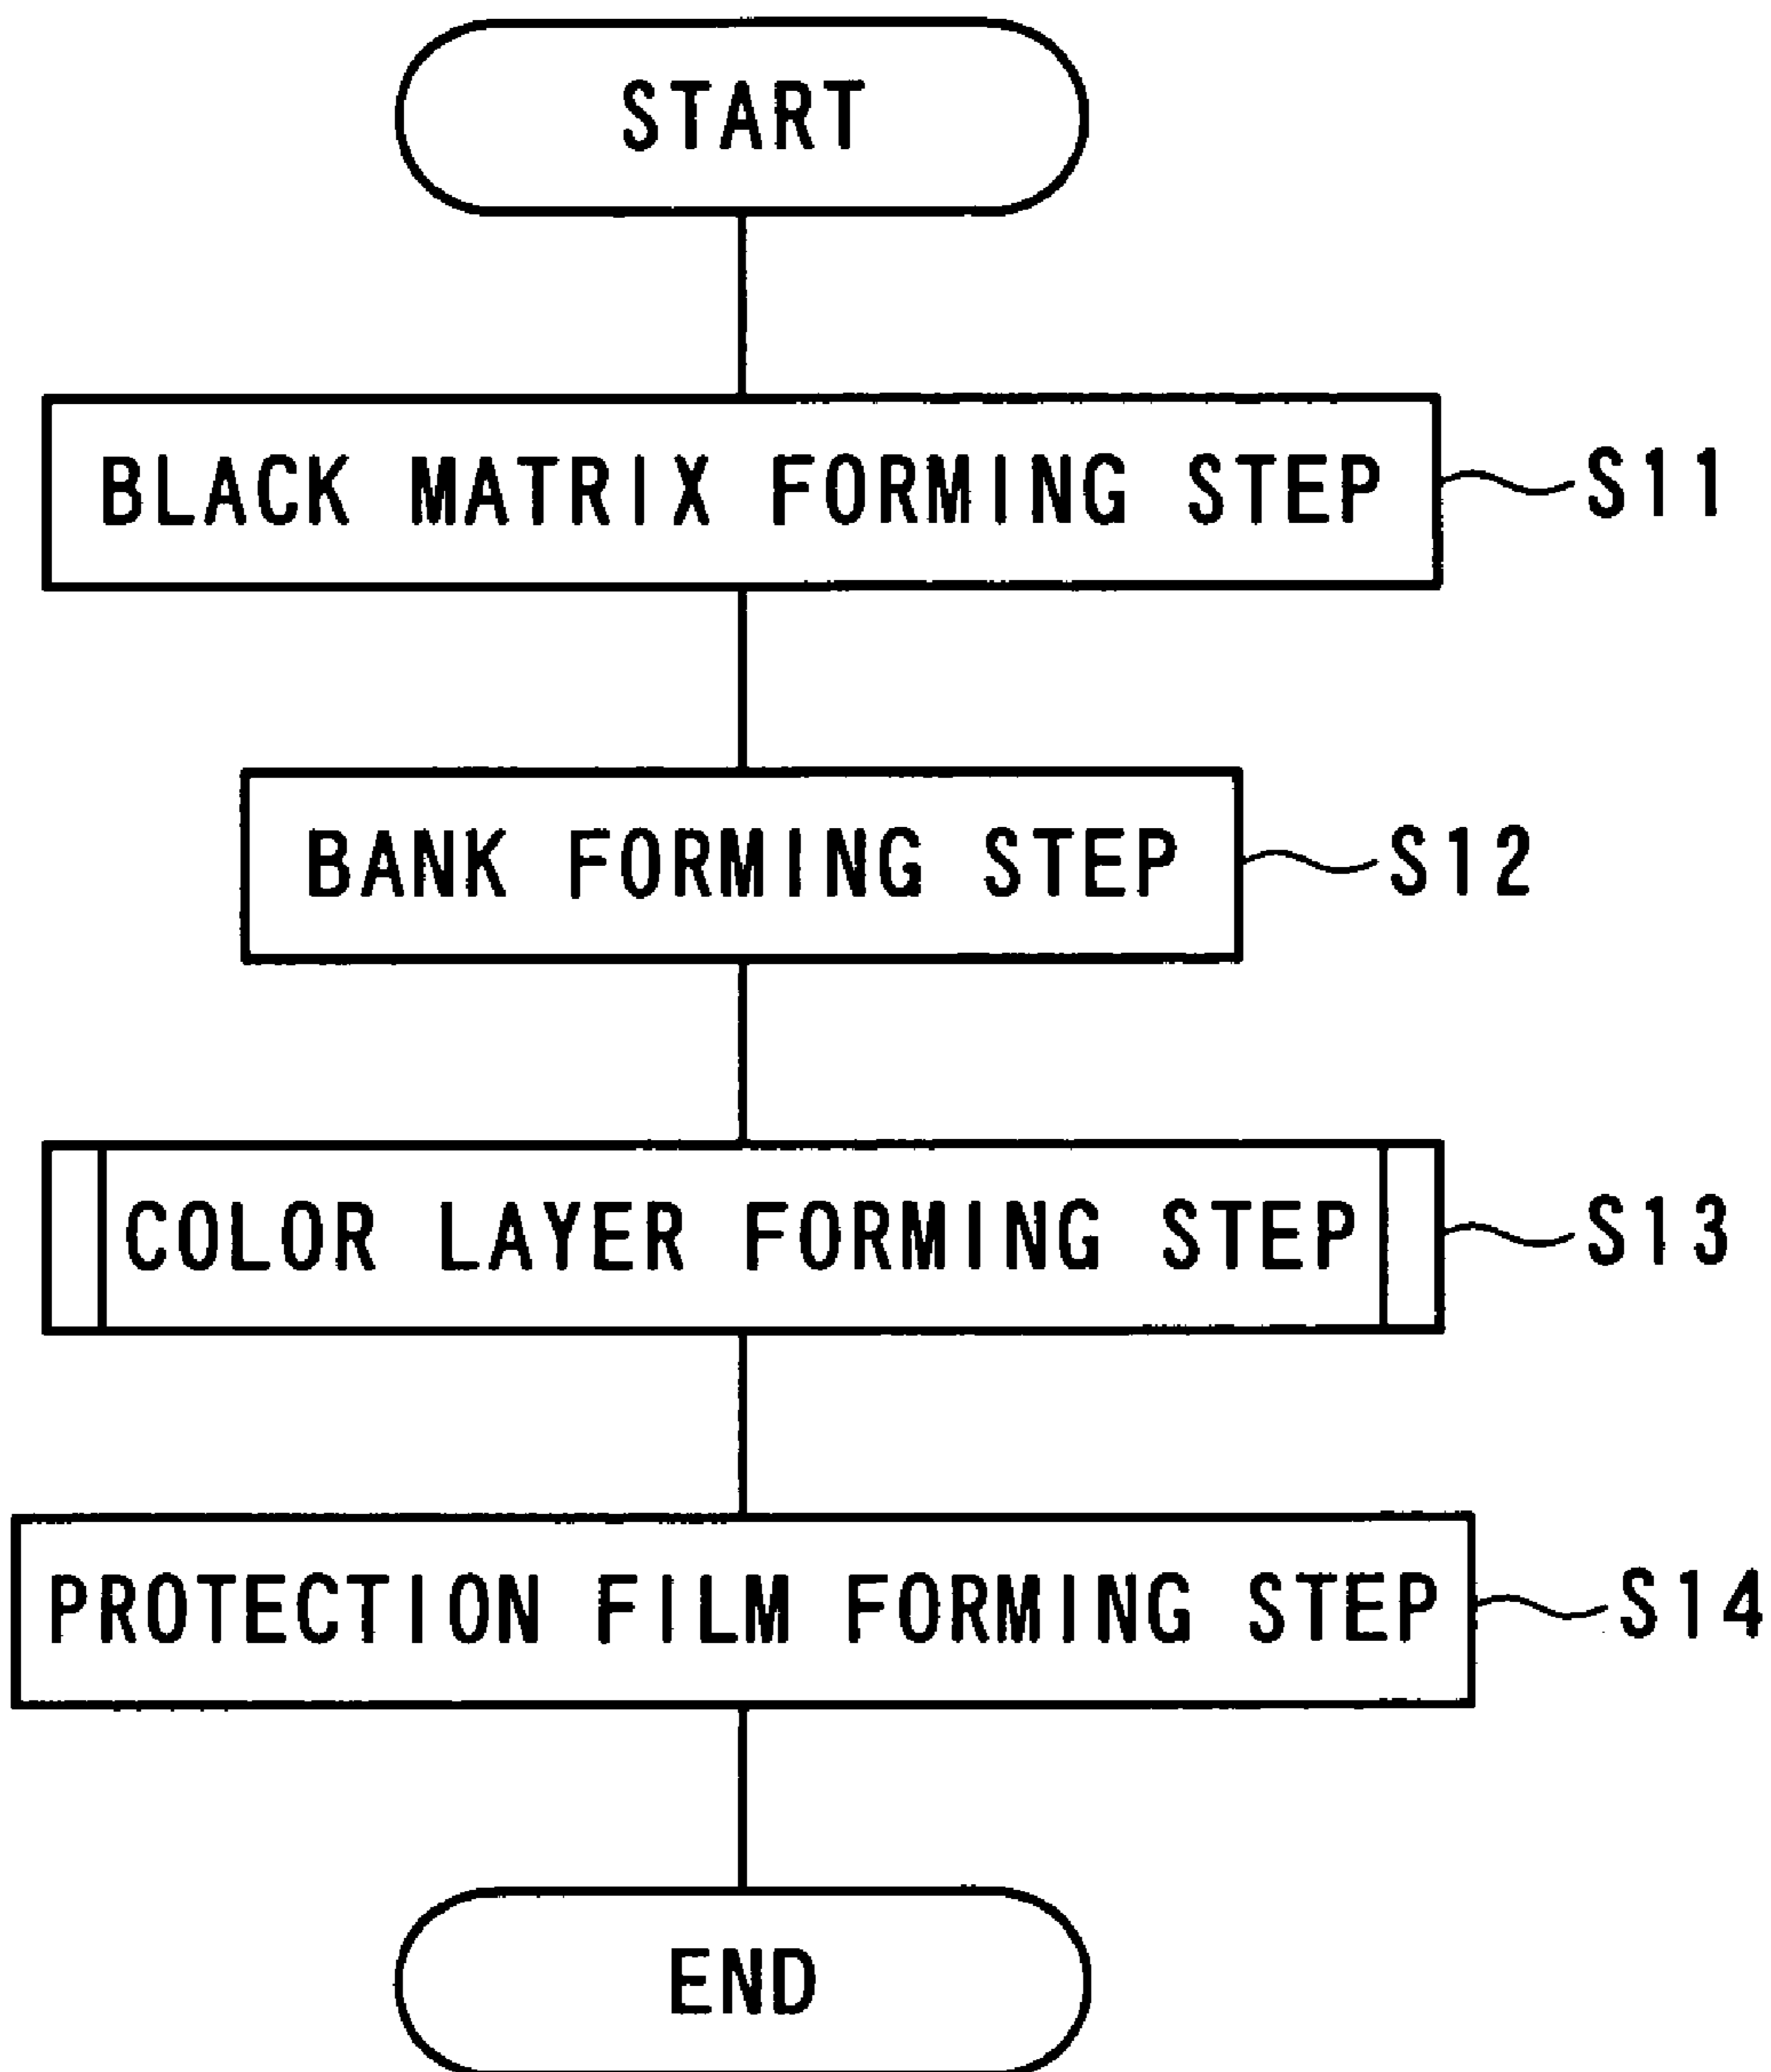 START
BLACK MATRIX FORMING STEP S11
BANK FORMING STEP S12
COLOR LAYER FORMING STEP S13
PROTECTION FILM FORMING STEP S14
END